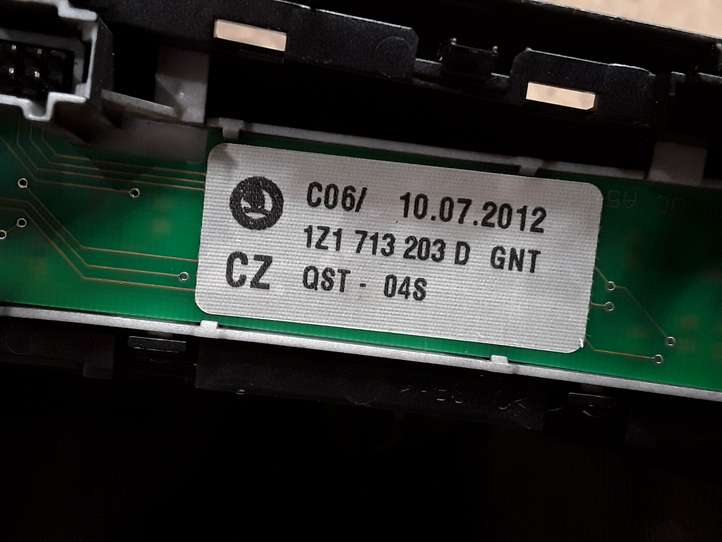 C06/ 10.07.2012
1Z1 713 203 D GNT
CZ QST - 04S